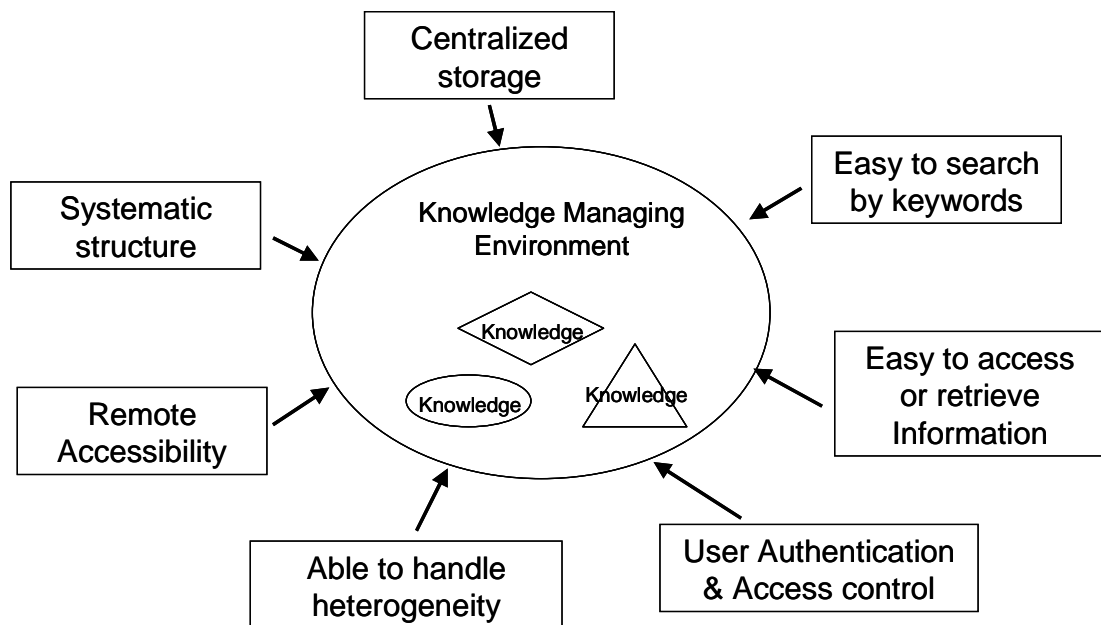 Centralized
storage
Easy to search
by keywords
Systematic
structure
Knowledge Managing
Environment
Knowledge
Knowledge
Knowledge
Easy to access
or retrieve
Information
Remote
Accessibility
User Authentication
& Access control
Able to handle
heterogeneity